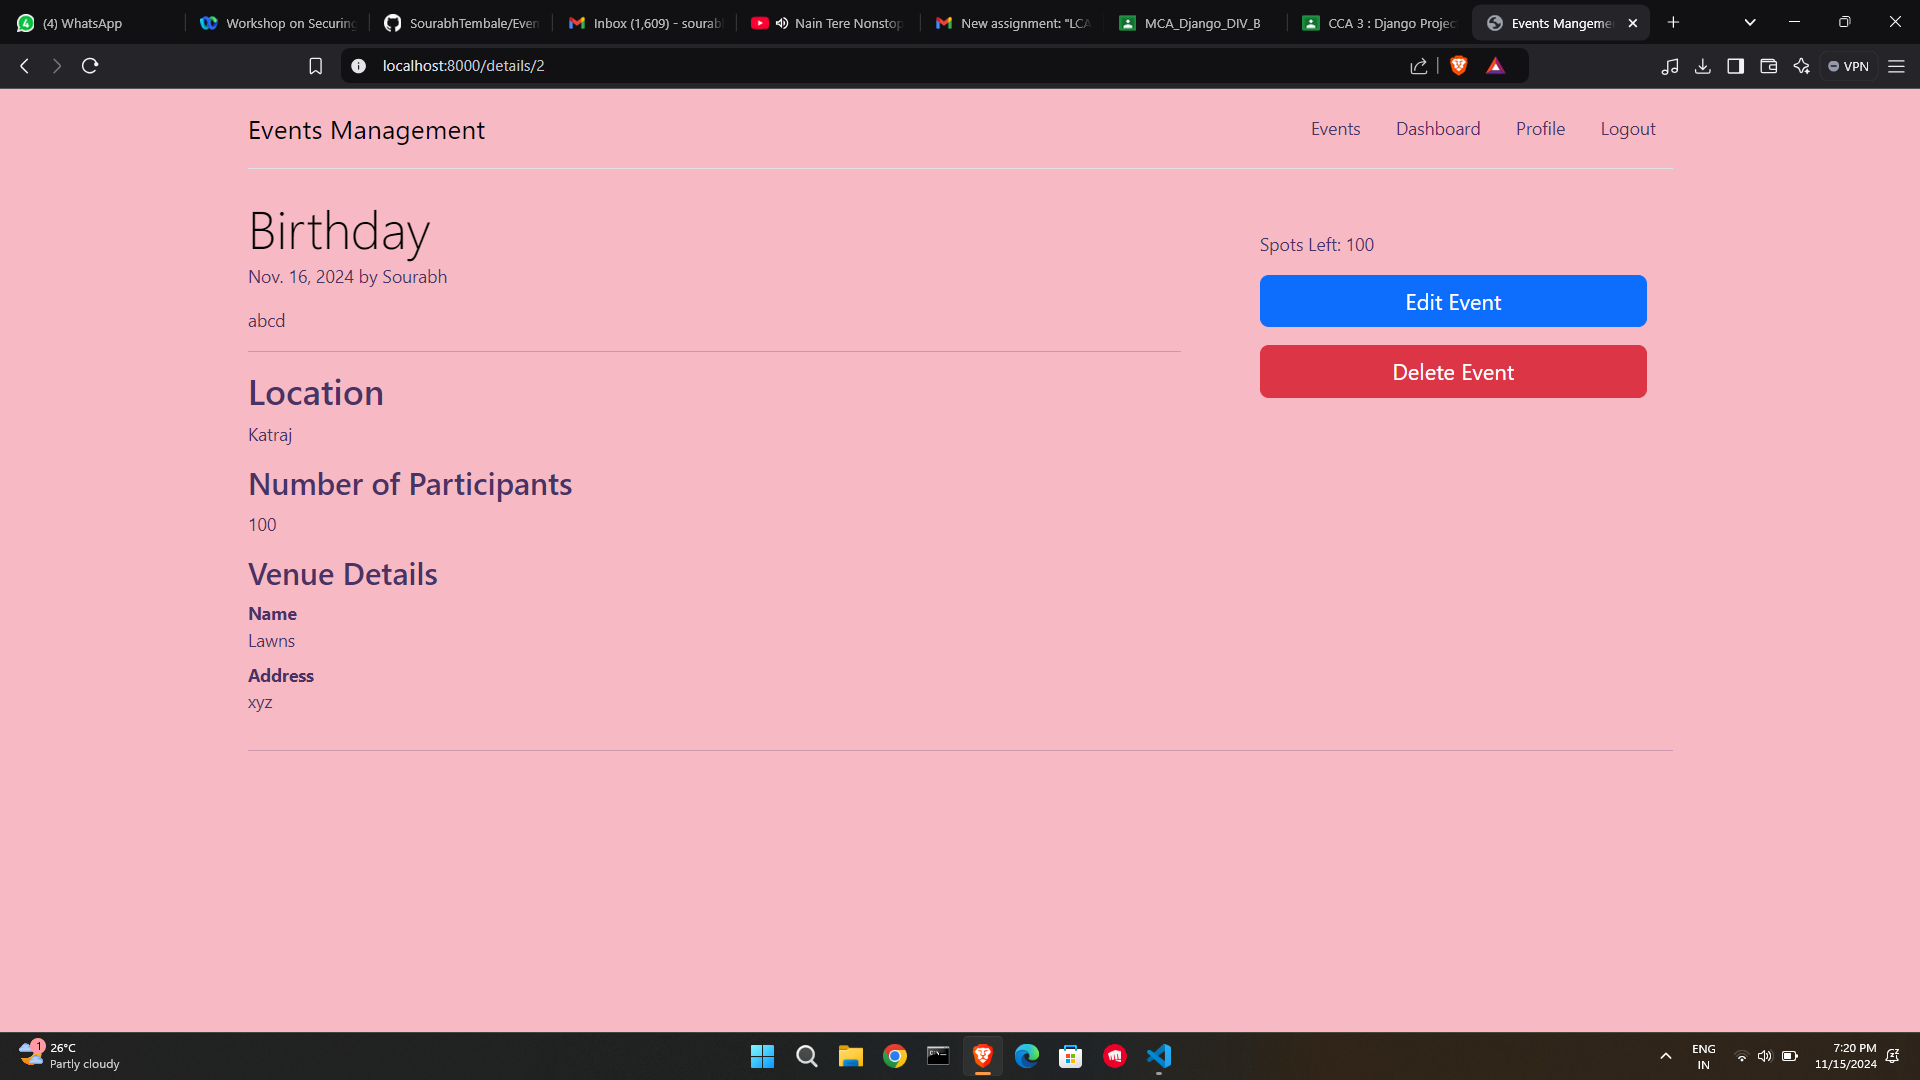 (4) WhatsApp
Workshop on Securing
SourabhTembale/Even
Inbox (1,609) - sourab
Nain Tere Nonstop
New assignment: "LCA
MCA_Django_DIV_B
CCA 3 : Django Projec
Events Mangeme
localhost:8000/details/2
VPN
Events Management
Events Dashboard Profile Logout
Birthday
Nov. 16, 2024 by Sourabh
abcd
Spots Left: 100
Edit Event
Delete Event
Location
Katraj
Number of Participants
100
Venue Details
Name
Lawns
Address
xyz
1
26°C
Partly cloudy
ENG
IN
7:20 PM
11/15/2024